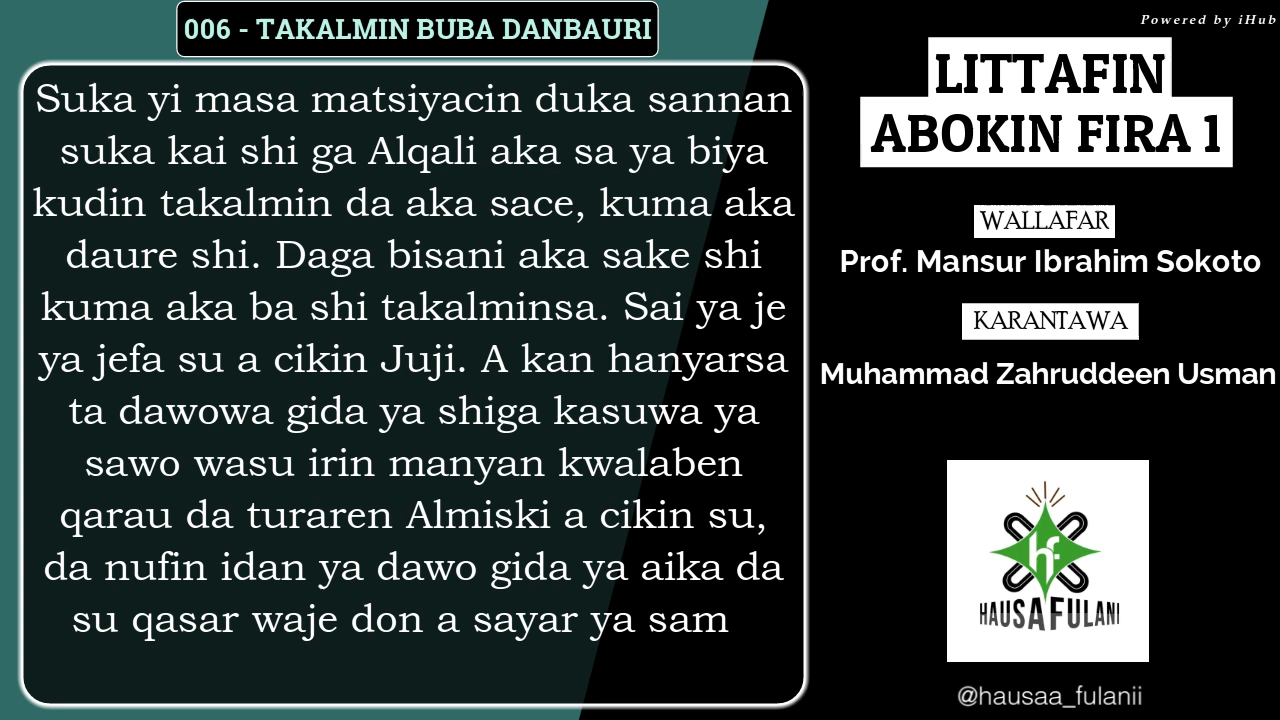 006 - TAKALMIN BUBA DANBAURI
Suka yi masa matsiyacin duka sannan
suka kai shi ga Alqali aka sa ya biya
kudin takalmin da aka sace, kuma aka
daure shi. Daga bisani aka sake shi
kuma aka ba shi takalminsa. Sai ya je
ya jefa su a cikin Juji. A kan hanyarsa
ta dawowa gida ya shiga kasuwa ya
sawo wasu irin manyan kwalaben
qarau da turaren Almiski a cikin su,
da nufin idan ya dawo gida ya aika da
su qasar waje don a sayar ya sam
Powered by iHub
LITTAFIN
ABOKIN FIRA 1
WALLAFAR
Prof. Mansur Ibrahim Sokoto
KARANTAWA
Muhammad Zahruddeen Usman
hf
HAUSAFULANI
@hausaa_fulanii